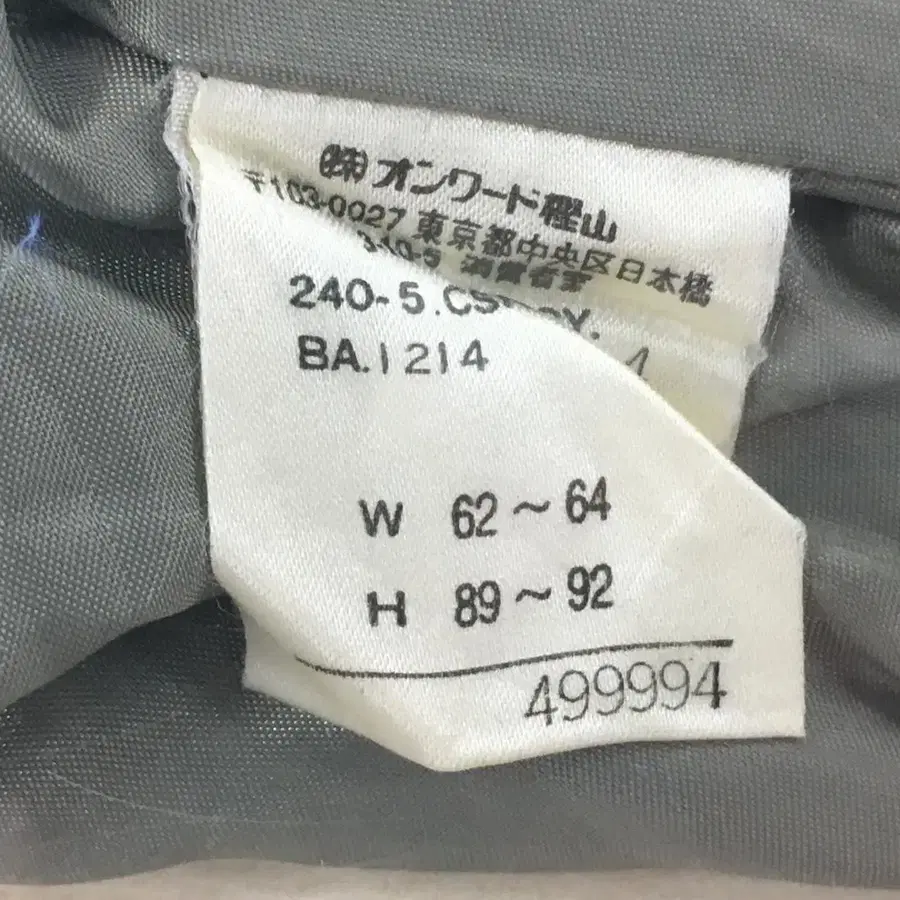 ㈱オンワード樫山
〒103-0027 東京都中央区日本橋
消費者室
240-5.CS
BA.1214
W 62～64
H 89～92
499994